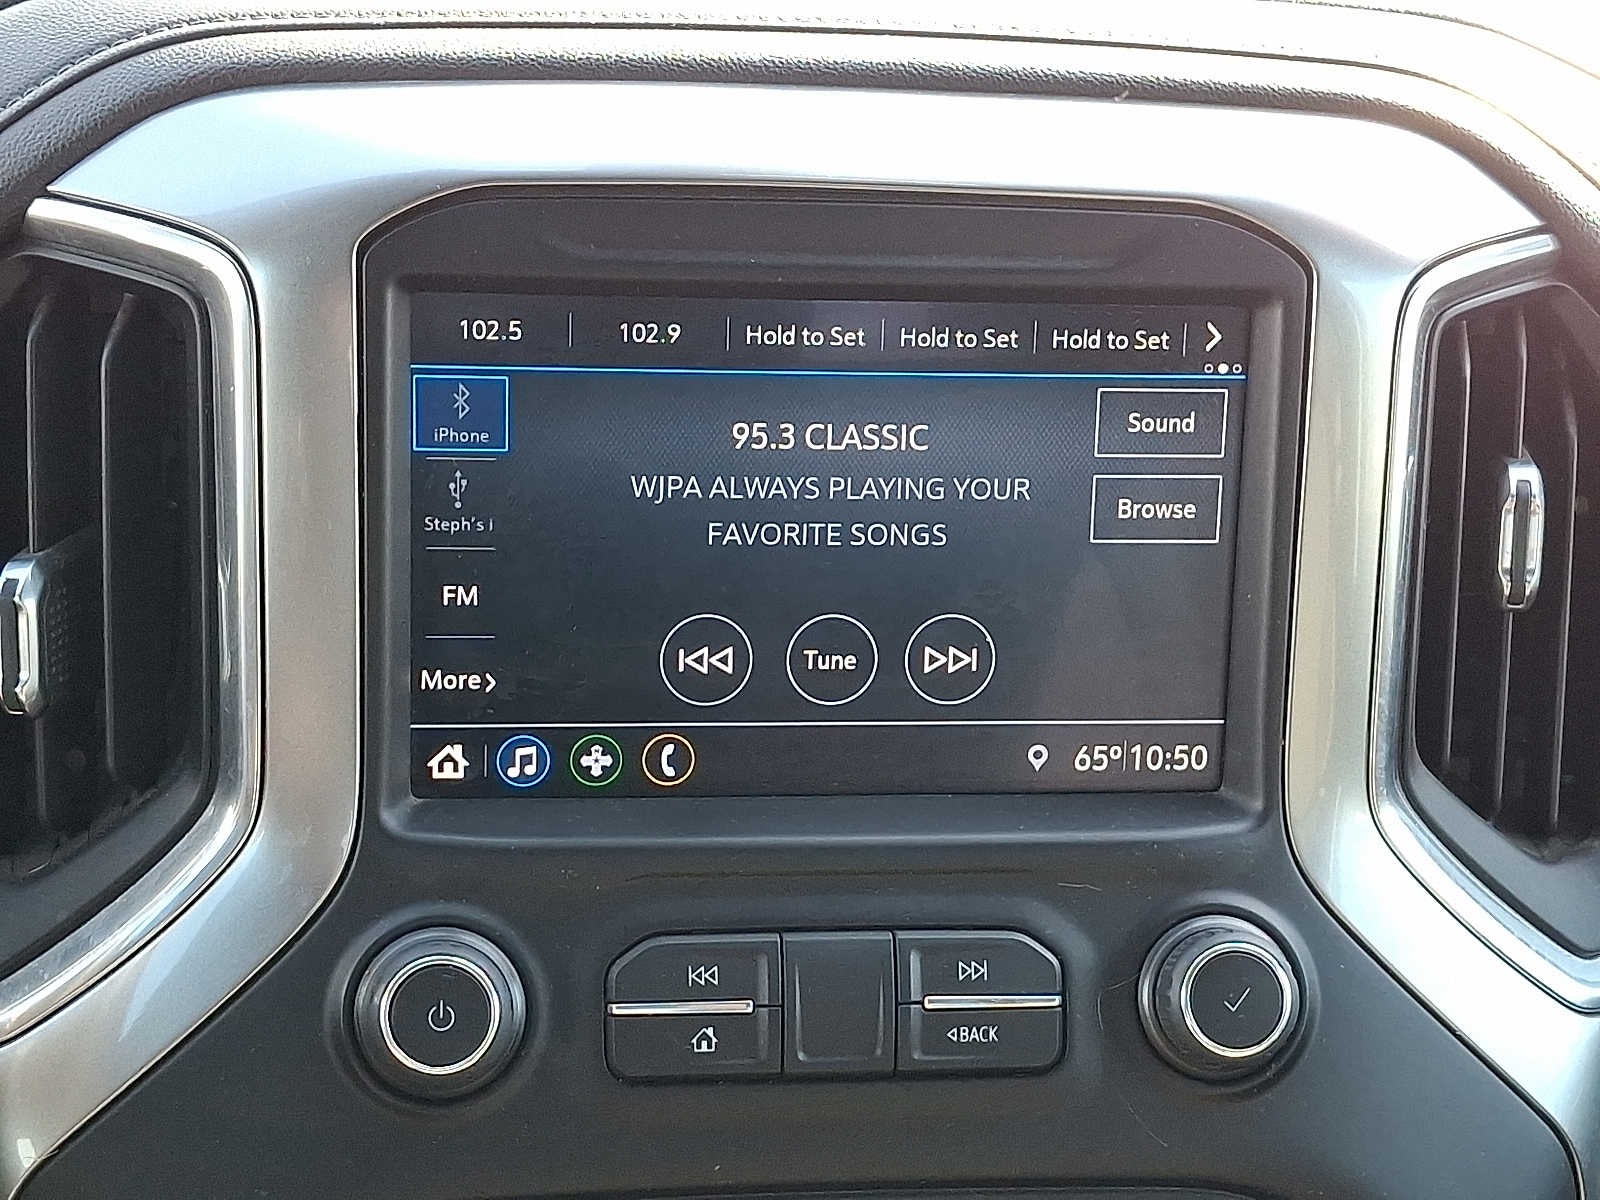 102.5 102.9 Hold to Set Hold to Set Hold to Set
iPhone
Steph's i
FM
More
95.3 CLASSIC
WJPA ALWAYS PLAYING YOUR
FAVORITE SONGS
Sound
Browse
Tune
65° 10:50
BACK